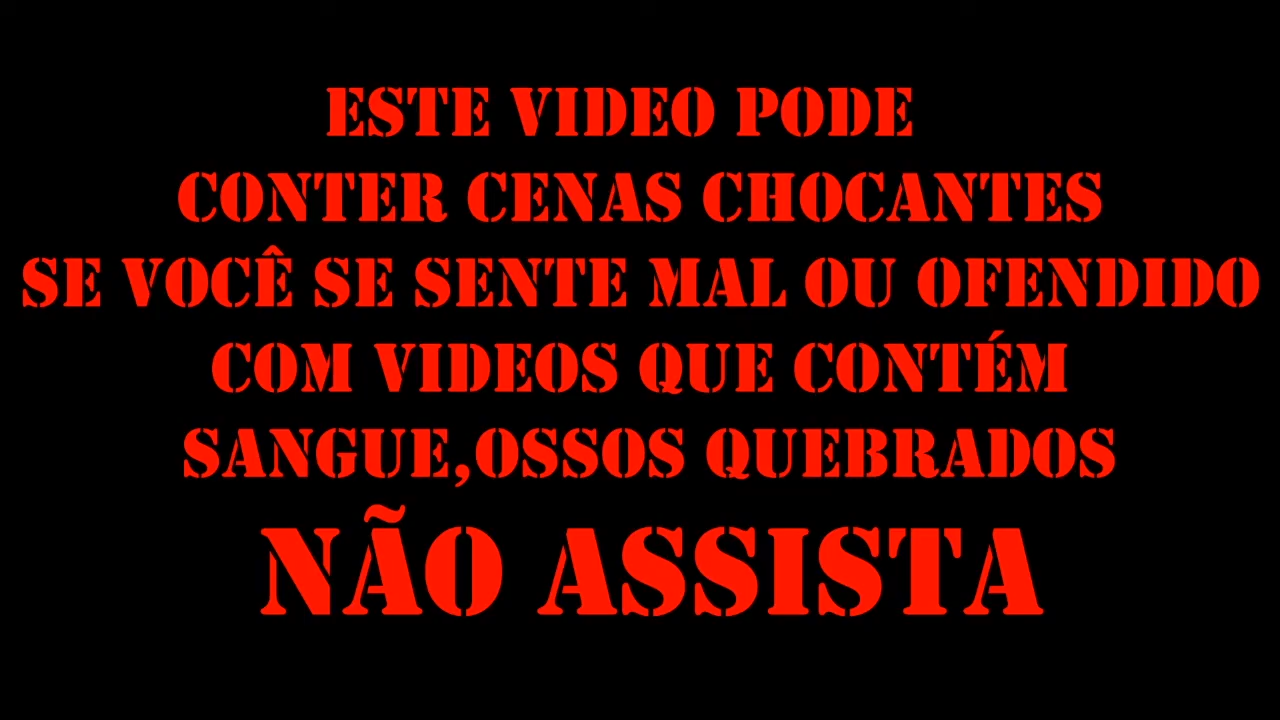 ESTE VIDEO PODE
CONTER CENAS CHOCANTES
SE VOCÊ SE SENTE MAL OU OFENDIDO
COM VIDEOS QUE CONTÉM
SANGUE,OSSOS QUEBRADOS
NÃO ASSISTA